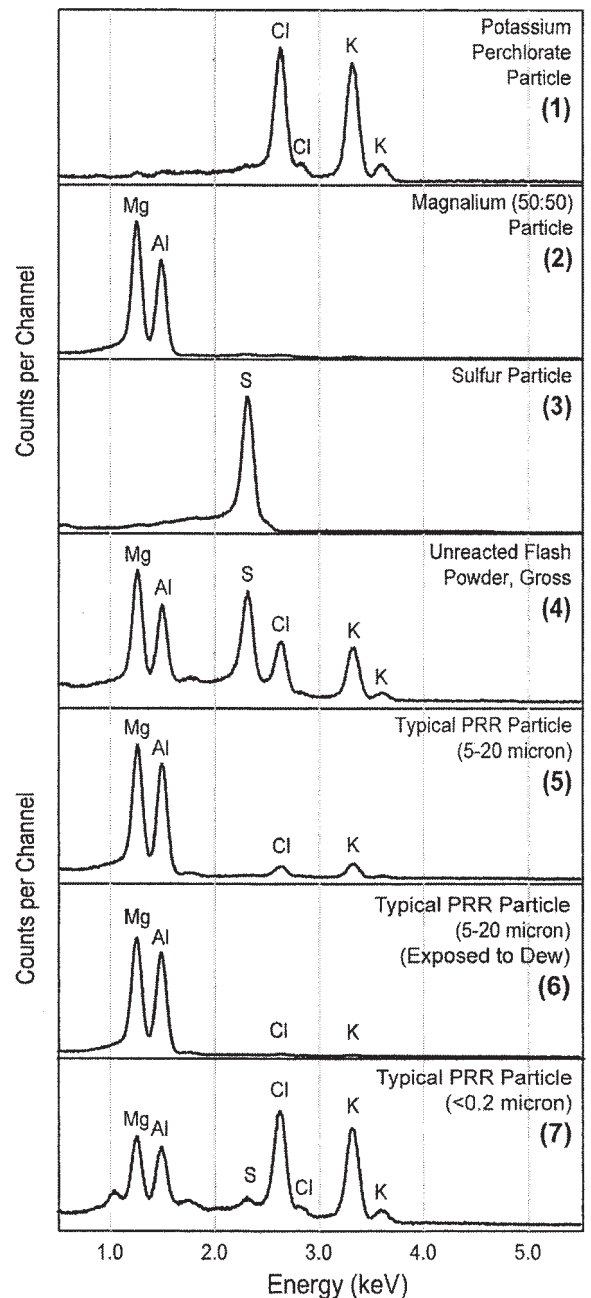 Potassium
Perchlorate
Particle
(1)
Cl
K
Cl
K
Magnalium (50:50)
Particle
(2)
Mg
Al
Sulfur Particle
(3)
S
Counts per Channel
Unreacted Flash
Powder, Gross
(4)
Mg
Al
S
Cl
K
K
Typical PRR Particle
(5-20 micron)
(5)
Mg
Al
Cl
K
Typical PRR Particle
(5-20 micron)
(Exposed to Dew)
(6)
Mg
Al
Cl
K
Counts per Channel
Typical PRR Particle
(<0.2 micron)
(7)
Mg
Al
S
Cl
Cl
K
K
1.0 2.0 3.0 4.0 5.0
Energy (keV)